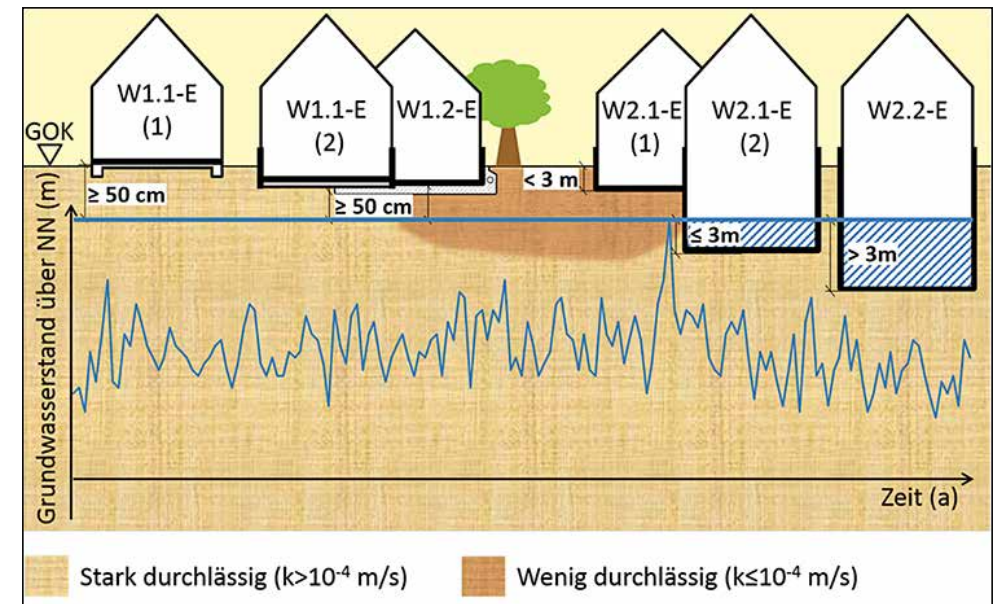 W1.1-E
(1)
W1.1-E
(2)
W1.2-E
W2.1-E
(1)
W2.1-E
(2)
W2.2-E
GOK
≥ 50 cm
≥ 50 cm
< 3 m
≤ 3m
> 3m
Grundwasserstand über NN (m)
Zeit (a)
Stark durchlässig (k>10⁻⁴ m/s)
Wenig durchlässig (k≤10⁻⁴ m/s)